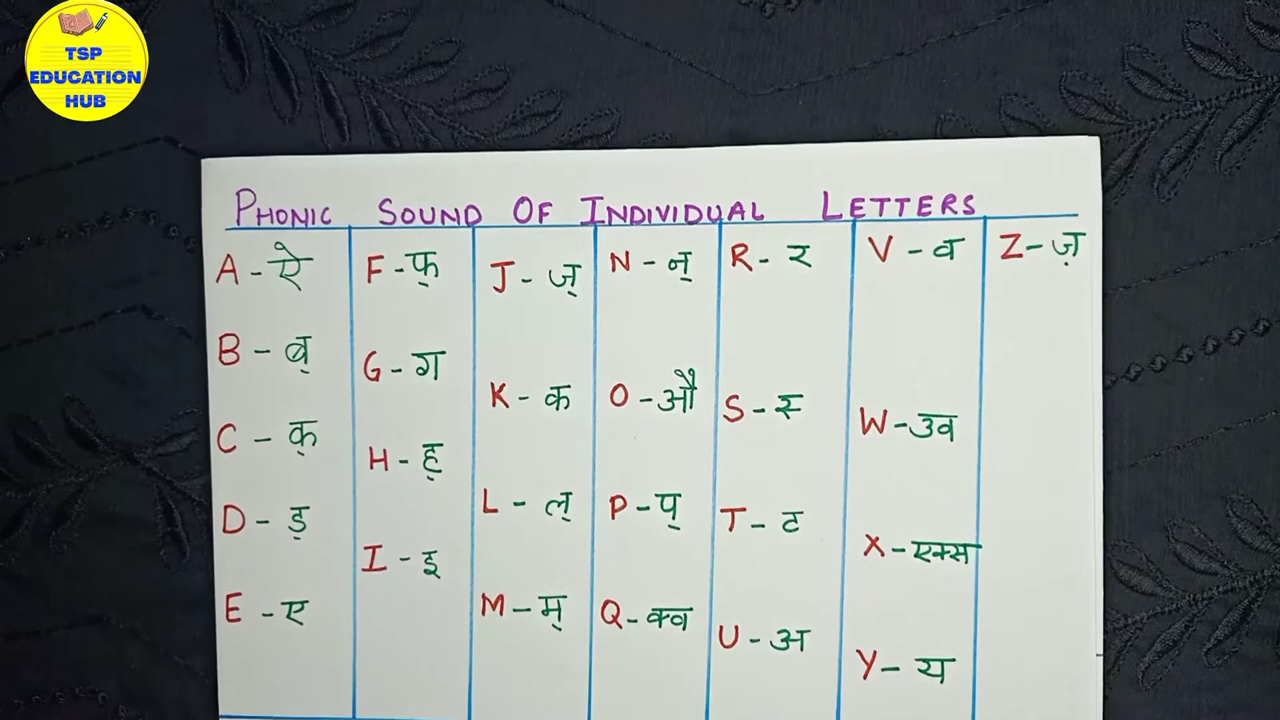 TSP
EDUCATION
HUB
PHONIC SOUND OF INDIVIDUAL LETTERS
A - ऐ
B - ब्
C - क्
D - ड्
E - ए
F - फ्
G - ग
H - ह्
I - इ
J - ज्
K - क
L - ल्
M - म्
N - न्
O - औ
P - प्
Q - क्व
R - र
S - स्
T - ट
U - अ
V - व
W - उव
X - एक्स
Y - य
Z - ज़